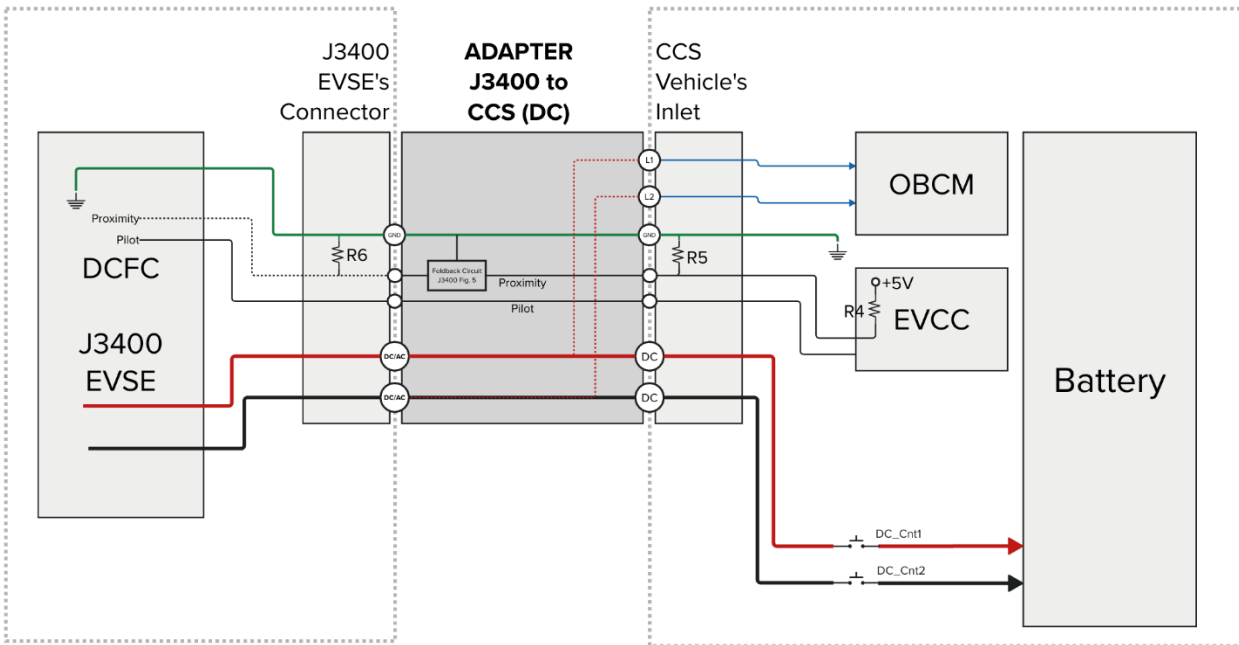 J3400
EVSE's
Connector
ADAPTER
J3400 to
CCS (DC)
CCS
Vehicle's
Inlet
L1
L2
OBCM
Proximity
Pilot
DCFC
GND
R6
GND
R5
Foldback Circuit
J3400 Fig. 5
Proximity
Pilot
+5V
R4
EVCC
J3400
EVSE
DC/AC
DC
DC/AC
DC
Battery
DC_Cnt1
DC_Cnt2